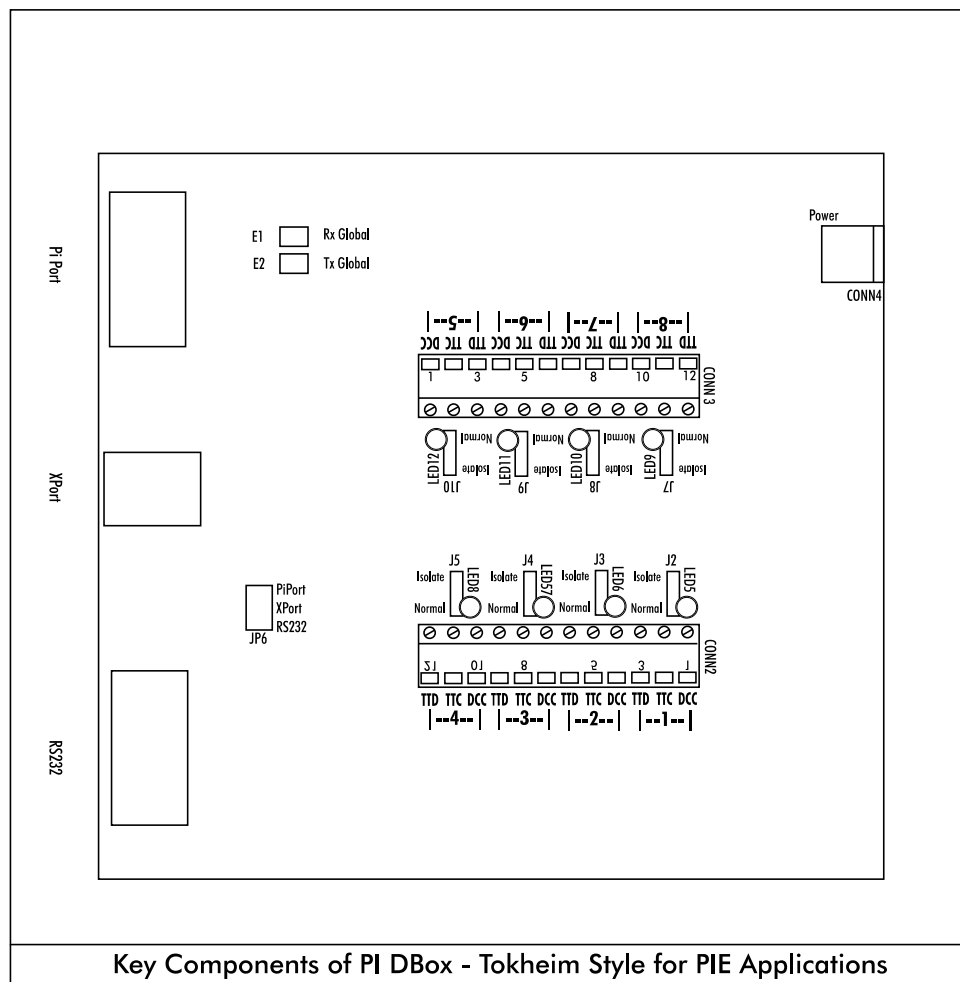 Pi Port
XPort
RS232
E1 Rx Global
E2 Tx Global
Power
CONN4
|--5--| |--6--| |--7--| |--8--|
DCC TTC TTD DCC TTC TTD DCC TTC TTD DCC TTC TTD
1 3 5 8 10 12
CONN 3
LED12 J10 Normal Isolate
LED11 J9 Normal Isolate
LED10 J8 Normal Isolate
LED9 J7 Normal Isolate
PiPort
XPort
RS232
JP6
J5 Isolate Normal LED8
J4 Isolate Normal LED57
J3 Isolate Normal LED6
J2 Isolate Normal LED5
12 10 8 5 3 1
CONN2
TTD TTC DCC TTD TTC DCC TTD TTC DCC TTD TTC DCC
|--4--| |--3--| |--2--| |--1--|
Key Components of PI DBox - Tokheim Style for PIE Applications